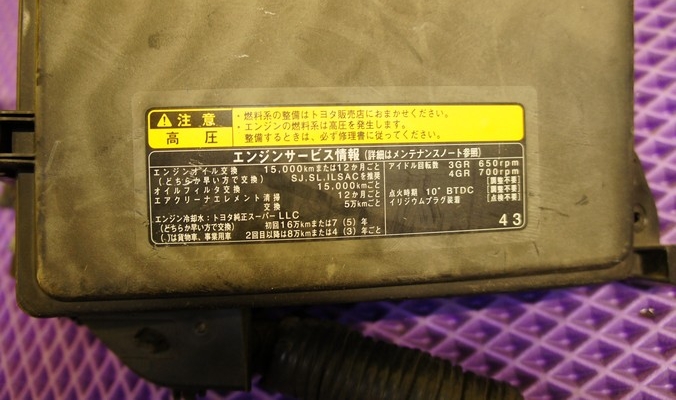 注意
高圧
・燃料系の整備はトヨタ販売店におまかせください。
・エンジンの燃料系は高圧を発生します。
整備するときは、必ず修理書に従ってください。
エンジンサービス情報 (詳細はメンテナンスノート参照)
エンジンオイル交換 15,000kmまたは12か月ごと
(どちらか早い方で交換) SJ,SL,ILSACを推奨
オイルフィルタ交換 15,000kmごと
エアクリーナエレメント清掃 12か月ごと
交換 5万kmごと
エンジン冷却水：トヨタ純正スーパーLLC
(どちらか早い方で交換) 初回16万kmまたは7 (5) 年
(.)は貨物車、事業用車 2回目以降は8万kmまたは4 (3) 年ごと
アイドル回転数 3GR 650rpm
4GR 700rpm
[調整不要]
点火時期 10° BTDC [調整不要]
イリジウムプラグ装着 [点検不要]
43